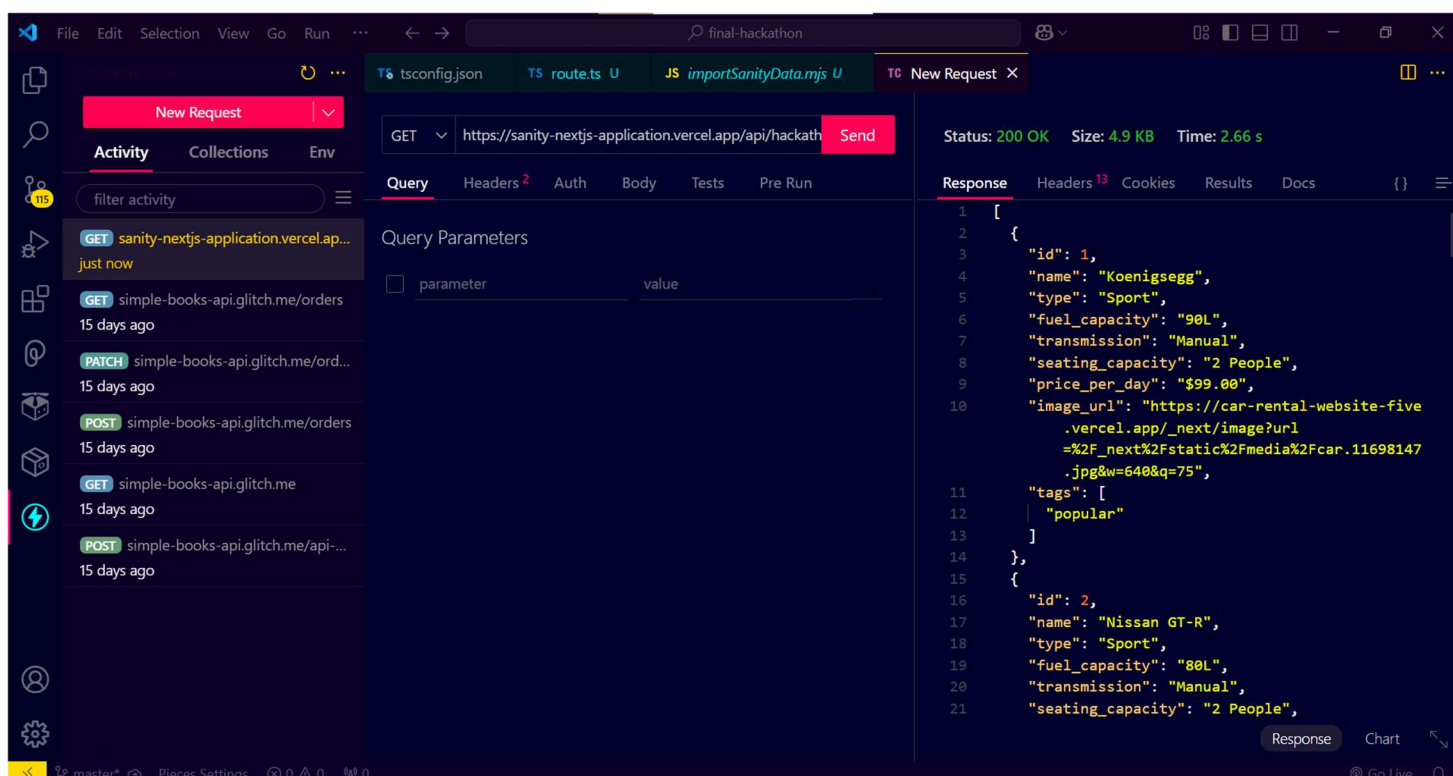 File Edit Selection View Go Run ··· final-hackathon
tsconfig.json
TS route.ts U
JS importSanityData.mjs U
TC New Request
New Request
Activity Collections Env
filter activity
115
GET sanity-nextjs-application.vercel.ap...
just now
GET simple-books-api.glitch.me/orders
15 days ago
PATCH simple-books-api.glitch.me/ord...
15 days ago
POST simple-books-api.glitch.me/orders
15 days ago
GET simple-books-api.glitch.me
15 days ago
POST simple-books-api.glitch.me/api-...
15 days ago
GET https://sanity-nextjs-application.vercel.app/api/hackath Send
Query Headers 2 Auth Body Tests Pre Run
Query Parameters
parameter value
Status: 200 OK Size: 4.9 KB Time: 2.66 s
Response Headers 13 Cookies Results Docs { }
1 [
2 {
3 "id": 1,
4 "name": "Koenigsegg",
5 "type": "Sport",
6 "fuel_capacity": "90L",
7 "transmission": "Manual",
8 "seating_capacity": "2 People",
9 "price_per_day": "$99.00",
10 "image_url": "https://car-rental-website-five
.vercel.app/_next/image?url
=%2F_next%2Fstatic%2Fmedia%2Fcar.11698147
.jpg&w=640&q=75",
11 "tags": [
12 "popular"
13 ]
14 },
15 {
16 "id": 2,
17 "name": "Nissan GT-R",
18 "type": "Sport",
19 "fuel_capacity": "80L",
20 "transmission": "Manual",
21 "seating_capacity": "2 People",
Response Chart
master* Pieces Settings 0 0 0 Go Live